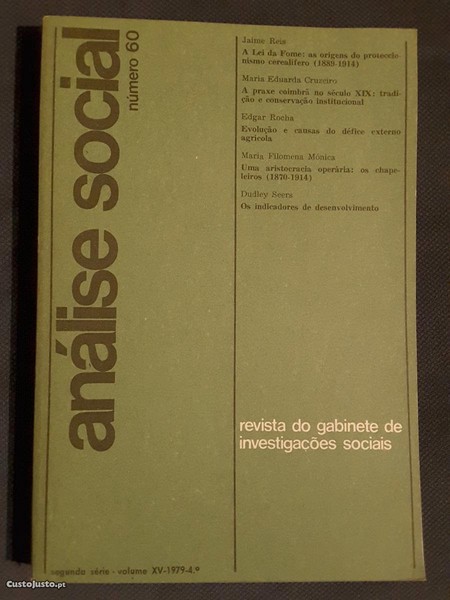 análise social
número 60
Jaime Reis
A Lei da Fome: as origens do proteccio-
nismo cerealífero (1889-1914)
Maria Eduarda Cruzeiro
A praxe coimbrã no século XIX: tradi-
ção e conservação institucional
Edgar Rocha
Evolução e causas do défice externo
agrícola
Maria Filomena Mónica
Uma aristocracia operária: os chape-
leiros (1870-1914)
Dudley Seers
Os indicadores de desenvolvimento
revista do gabinete de
investigações sociais
segunda série - volume XV-1979-4.º
CustoJusto.pt